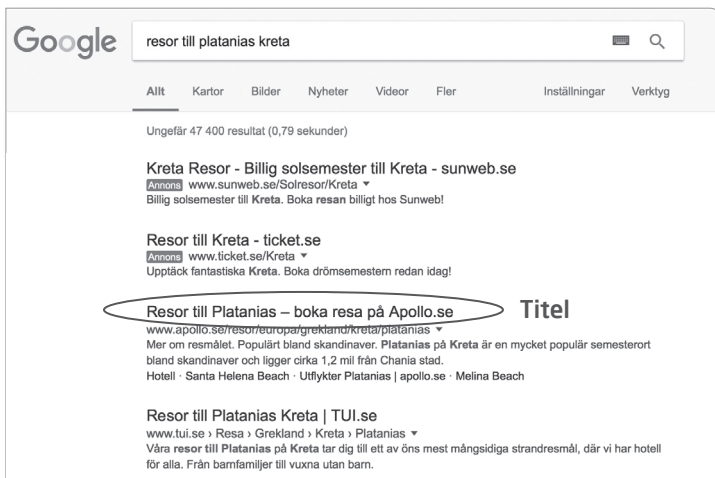 Google
resor till platanias kreta
Allt Kartor Bilder Nyheter Videor Fler Inställningar Verktyg
Ungefär 47 400 resultat (0,79 sekunder)
Kreta Resor - Billig solsemester till Kreta - sunweb.se
Annons www.sunweb.se/Solresor/Kreta
Billig solsemester till Kreta. Boka resan billigt hos Sunweb!
Resor till Kreta - ticket.se
Annons www.ticket.se/Kreta
Upptäck fantastiska Kreta. Boka drömsemestern redan idag!
Resor till Platanias – boka resa på Apollo.se
Titel
www.apollo.se/resor/europa/grekland/kreta/platanias
Mer om resmålet. Populärt bland skandinaver. Platanias på Kreta är en mycket populär semesterort
bland skandinaver och ligger cirka 1,2 mil från Chania stad.
Hotell · Santa Helena Beach · Utflykter Platanias | apollo.se · Melina Beach
Resor till Platanias Kreta | TUI.se
www.tui.se › Resa › Grekland › Kreta › Platanias
Våra resor till Platanias på Kreta tar dig till ett av öns mest mångsidiga strandresmål, där vi har hotell
för alla. Från barnfamiljer till vuxna utan barn.